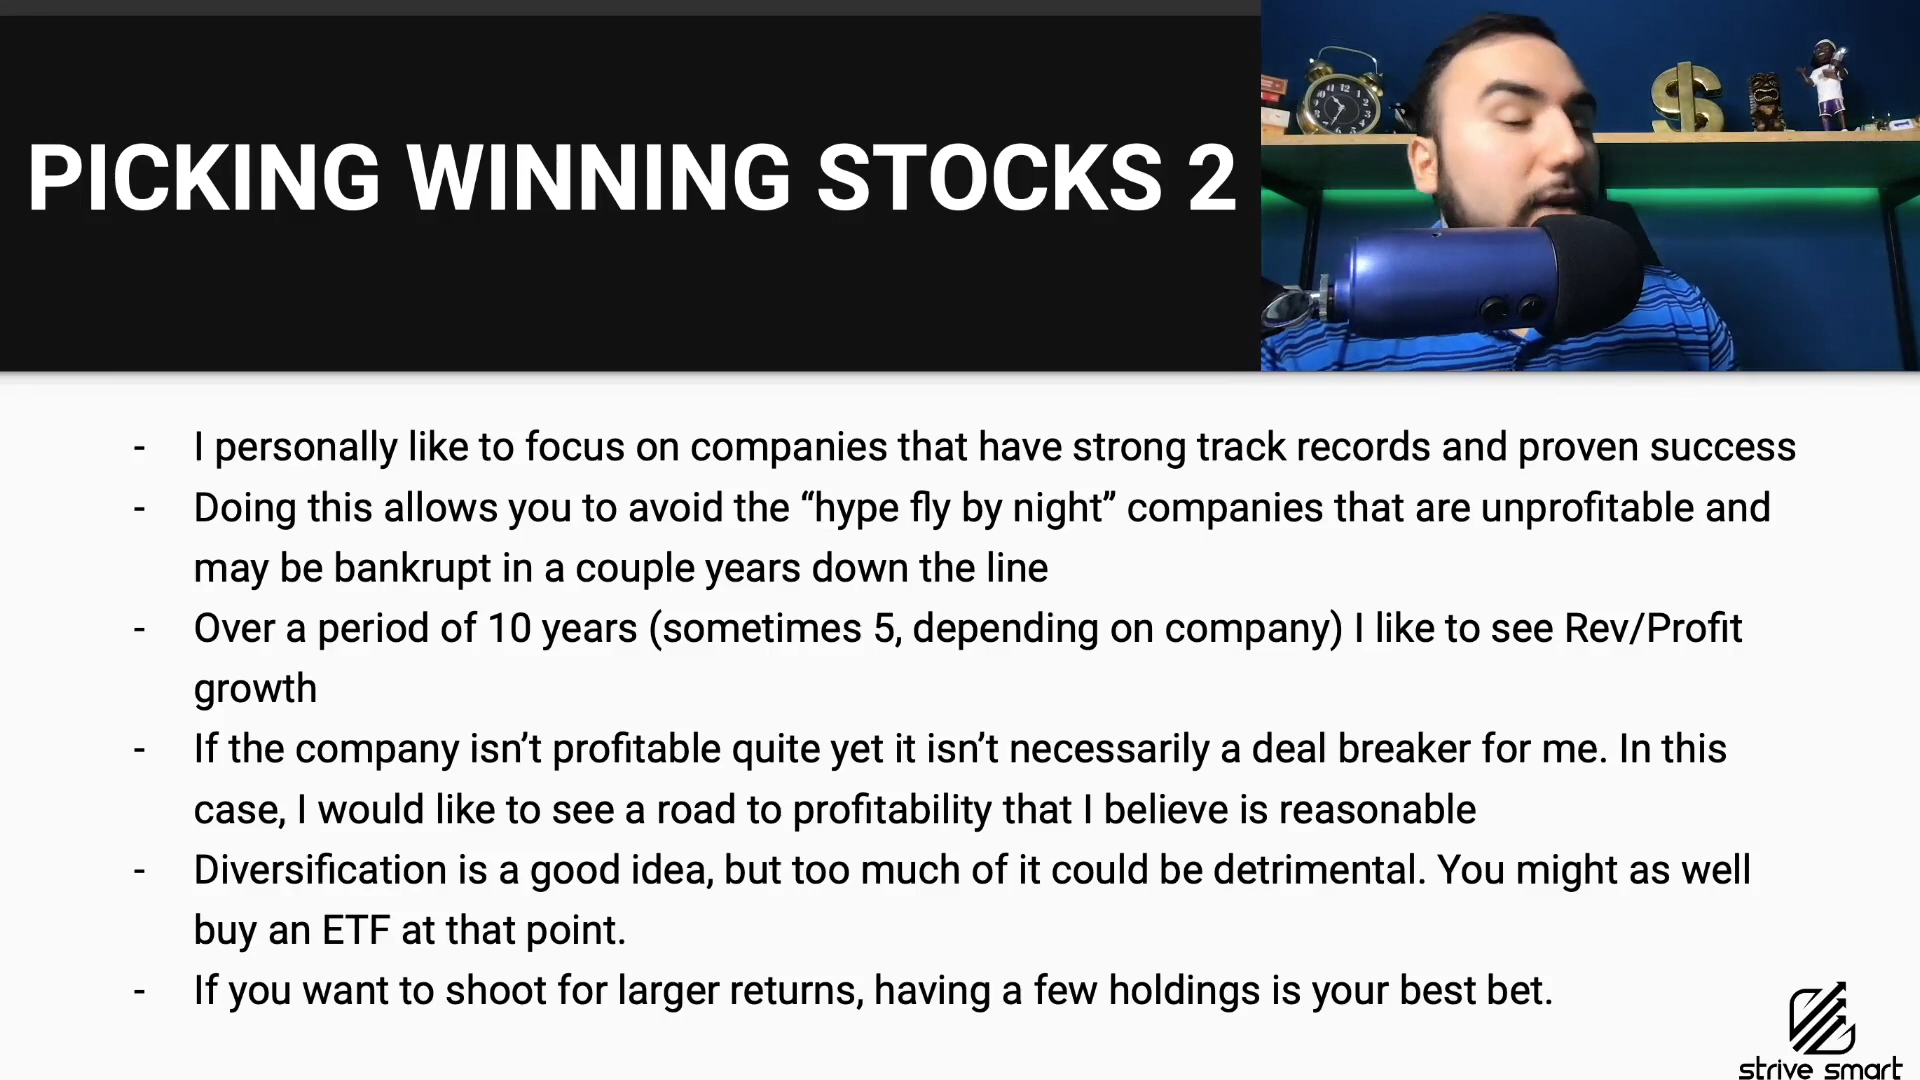 PICKING WINNING STOCKS 2
- I personally like to focus on companies that have strong track records and proven success
- Doing this allows you to avoid the “hype fly by night” companies that are unprofitable and
may be bankrupt in a couple years down the line
- Over a period of 10 years (sometimes 5, depending on company) I like to see Rev/Profit
growth
- If the company isn’t profitable quite yet it isn’t necessarily a deal breaker for me. In this
case, I would like to see a road to profitability that I believe is reasonable
- Diversification is a good idea, but too much of it could be detrimental. You might as well
buy an ETF at that point.
- If you want to shoot for larger returns, having a few holdings is your best bet.
strive smart